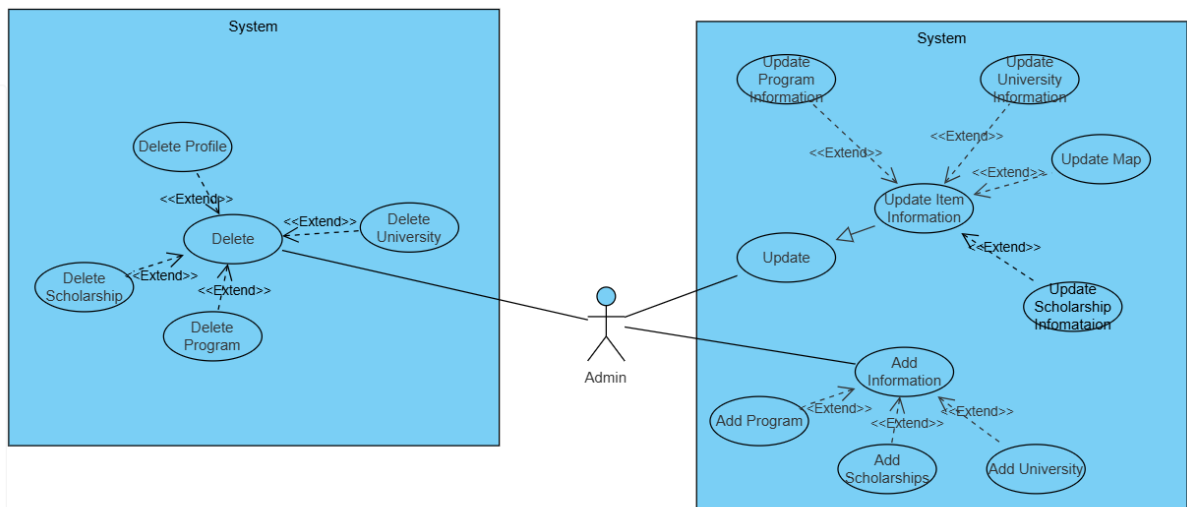 System
Delete Profile
<<Extend>>
Delete
<<Extend>>
Delete
University
Delete
Scholarship
<<Extend>>
<<Extend>>
Delete
Program
Admin
System
Update
Program
Information
Update
University
Information
<<Extend>>
<<Extend>>
Update Map
<<Extend>>
Update Item
Information
Update
<<Extend>>
Update
Scholarship
Infomataion
Add
Information
Add Program
<<Extend>>
<<Extend>>
<<Extend>>
Add
Scholarships
Add University